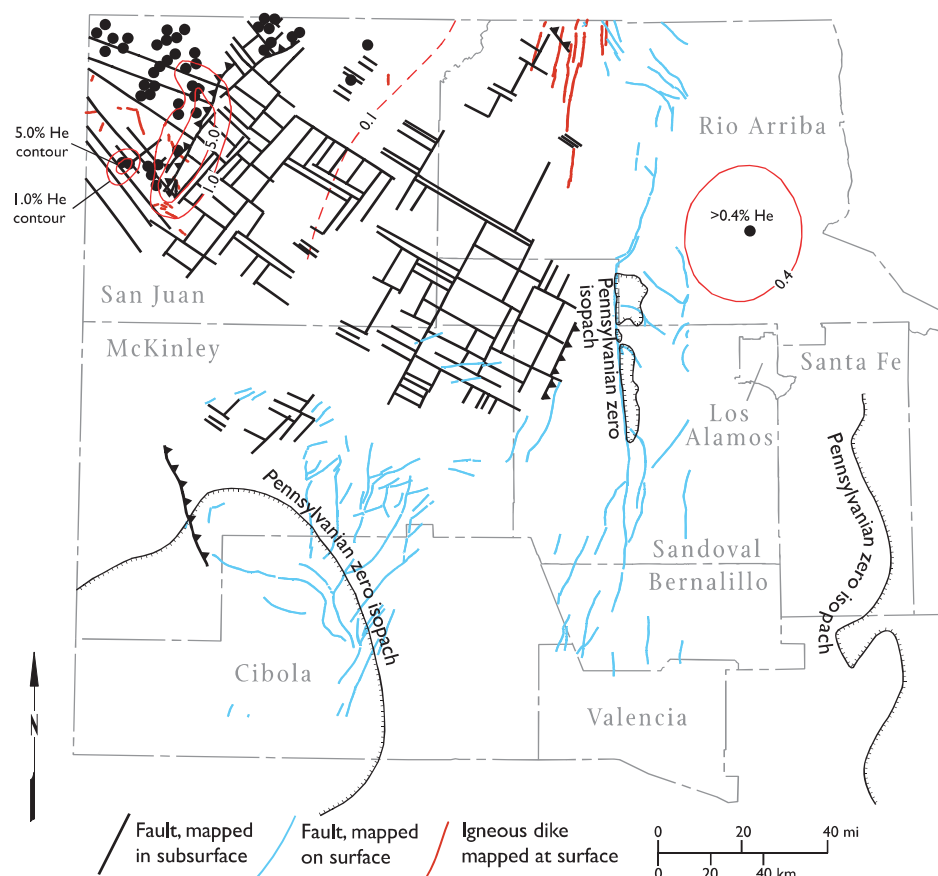 Rio Arriba
5.0% He
contour
1.0% He
contour
0.1
5.0
1.0
>0.4% He
0.4
San Juan
McKinley
Pennsylvanian zero
isopach
Santa Fe
Los
Alamos
Pennsylvanian zero isopach
Pennsylvanian zero isopach
Sandoval
Bernalillo
Cibola
Valencia
N
Fault, mapped
in subsurface
Fault, mapped
on surface
Igneous dike
mapped at surface
0 20 40 mi
0 20 40 km